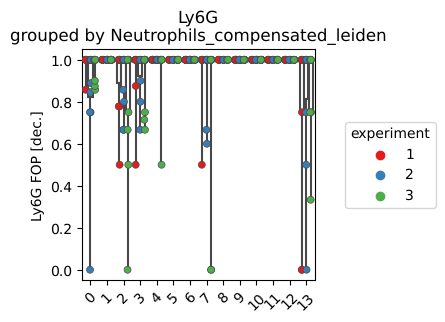 Ly6G
grouped by Neutrophils_compensated_leiden
Ly6G FOP [dec.]
1.0
0.8
0.6
0.4
0.2
0.0
0 1 2 3 4 5 6 7 8 9 10 11 12 13
experiment
1
2
3